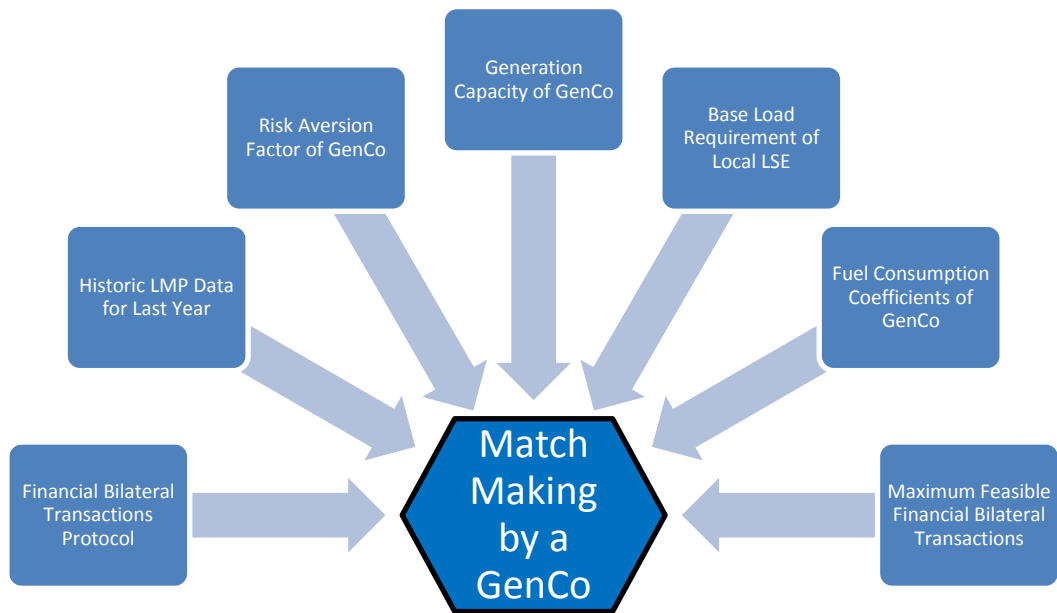 Generation
Capacity of GenCo
Risk Aversion
Factor of GenCo
Base Load
Requirement of
Local LSE
Historic LMP Data
for Last Year
Fuel Consumption
Coefficients of
GenCo
Financial Bilateral
Transactions
Protocol
Match
Making
by a
GenCo
Maximum Feasible
Financial Bilateral
Transactions